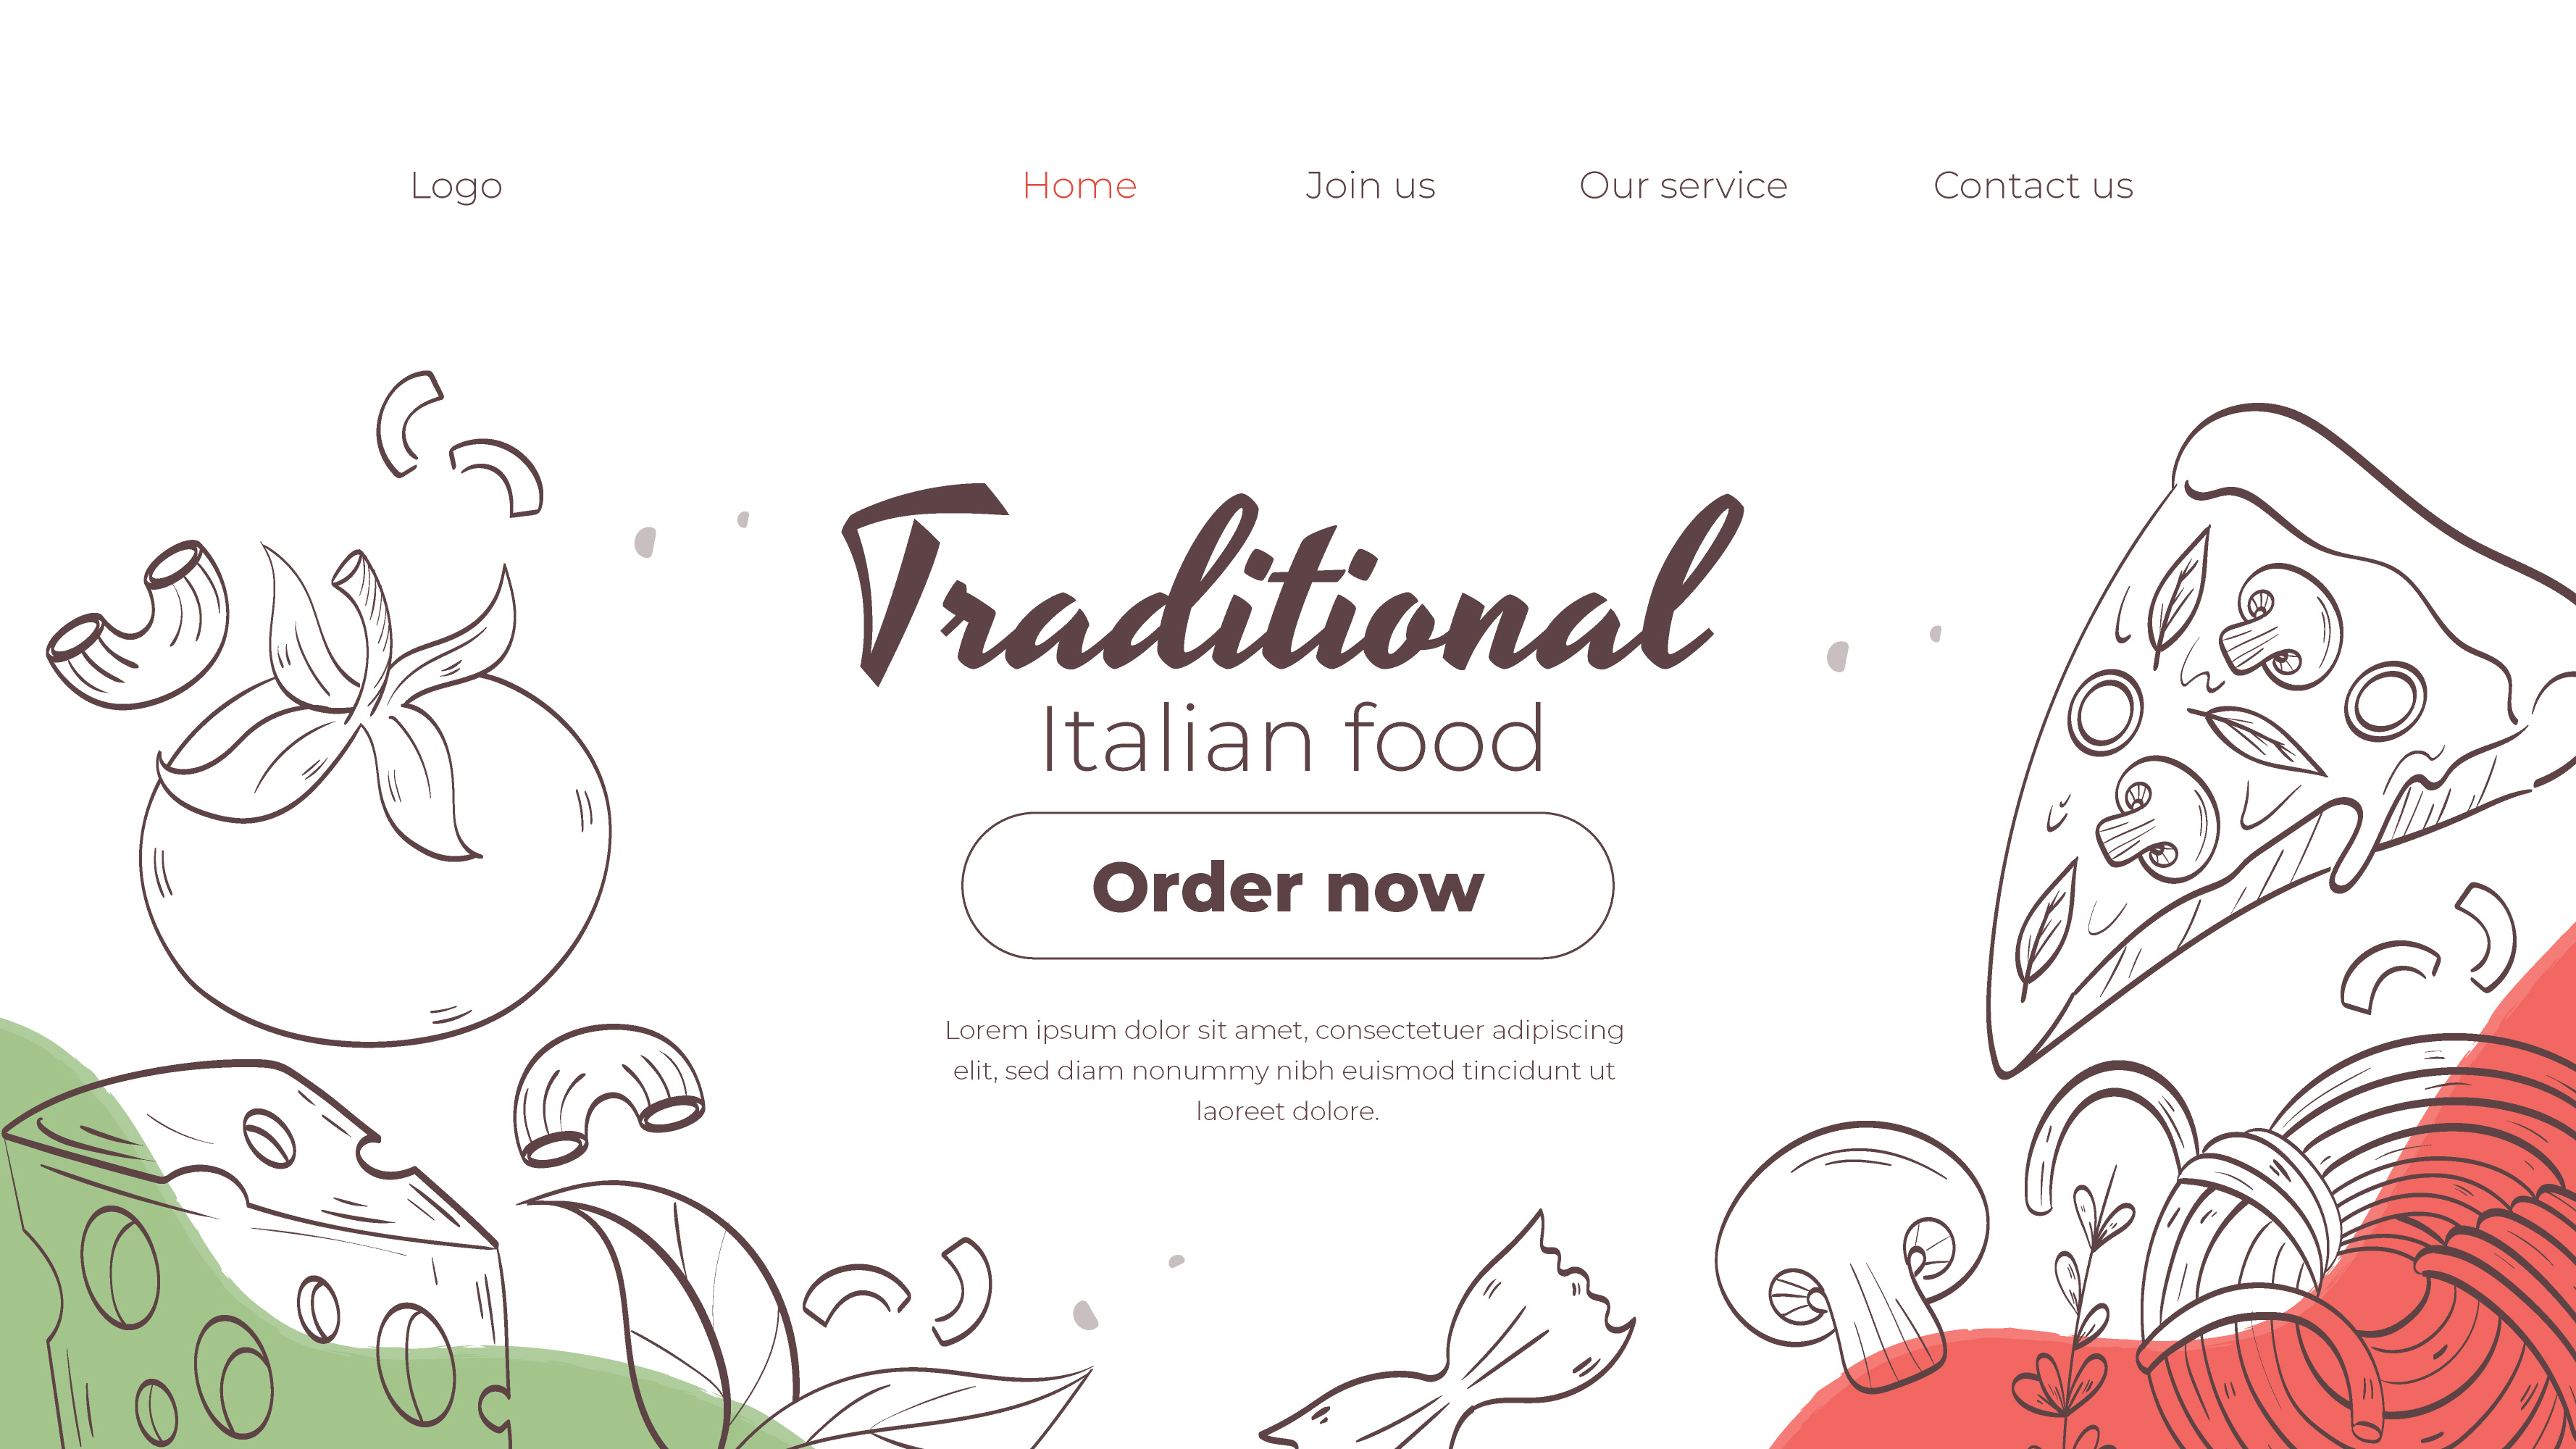 Logo Home Join us Our service Contact us
Traditional
Italian food
Order now
Lorem ipsum dolor sit amet, consectetuer adipiscing
elit, sed diam nonummy nibh euismod tincidunt ut
laoreet dolore.